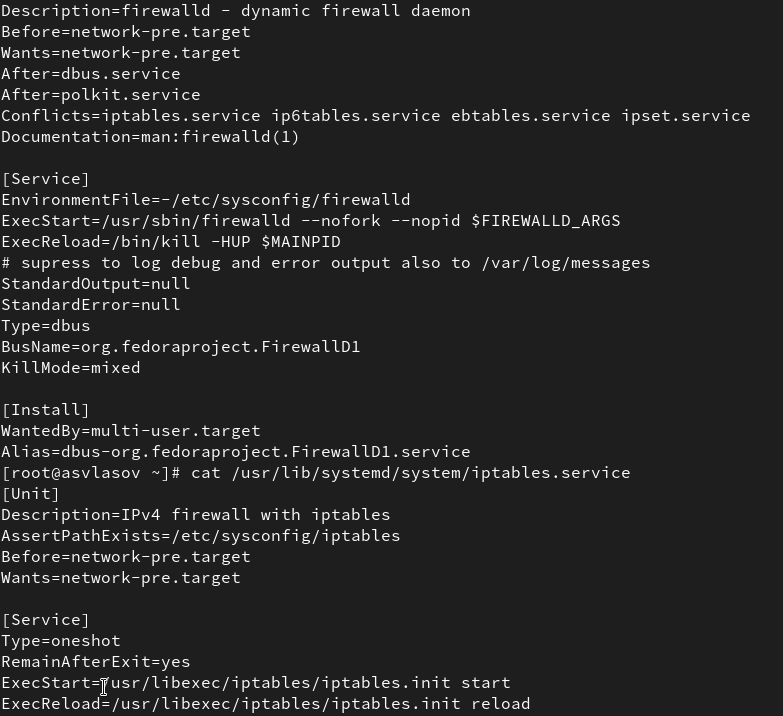 Description=firewalld - dynamic firewall daemon
Before=network-pre.target
Wants=network-pre.target
After=dbus.service
After=polkit.service
Conflicts=iptables.service ip6tables.service ebtables.service ipset.service
Documentation=man:firewalld(1)

[Service]
EnvironmentFile=-/etc/sysconfig/firewalld
ExecStart=/usr/sbin/firewalld --nofork --nopid $FIREWALLD_ARGS
ExecReload=/bin/kill -HUP $MAINPID
# supress to log debug and error output also to /var/log/messages
StandardOutput=null
StandardError=null
Type=dbus
BusName=org.fedoraproject.FirewallD1
KillMode=mixed

[Install]
WantedBy=multi-user.target
Alias=dbus-org.fedoraproject.FirewallD1.service
[root@asvlasov ~]# cat /usr/lib/systemd/system/iptables.service
[Unit]
Description=IPv4 firewall with iptables
AssertPathExists=/etc/sysconfig/iptables
Before=network-pre.target
Wants=network-pre.target

[Service]
Type=oneshot
RemainAfterExit=yes
ExecStart=/usr/libexec/iptables/iptables.init start
ExecReload=/usr/libexec/iptables/iptables.init reload